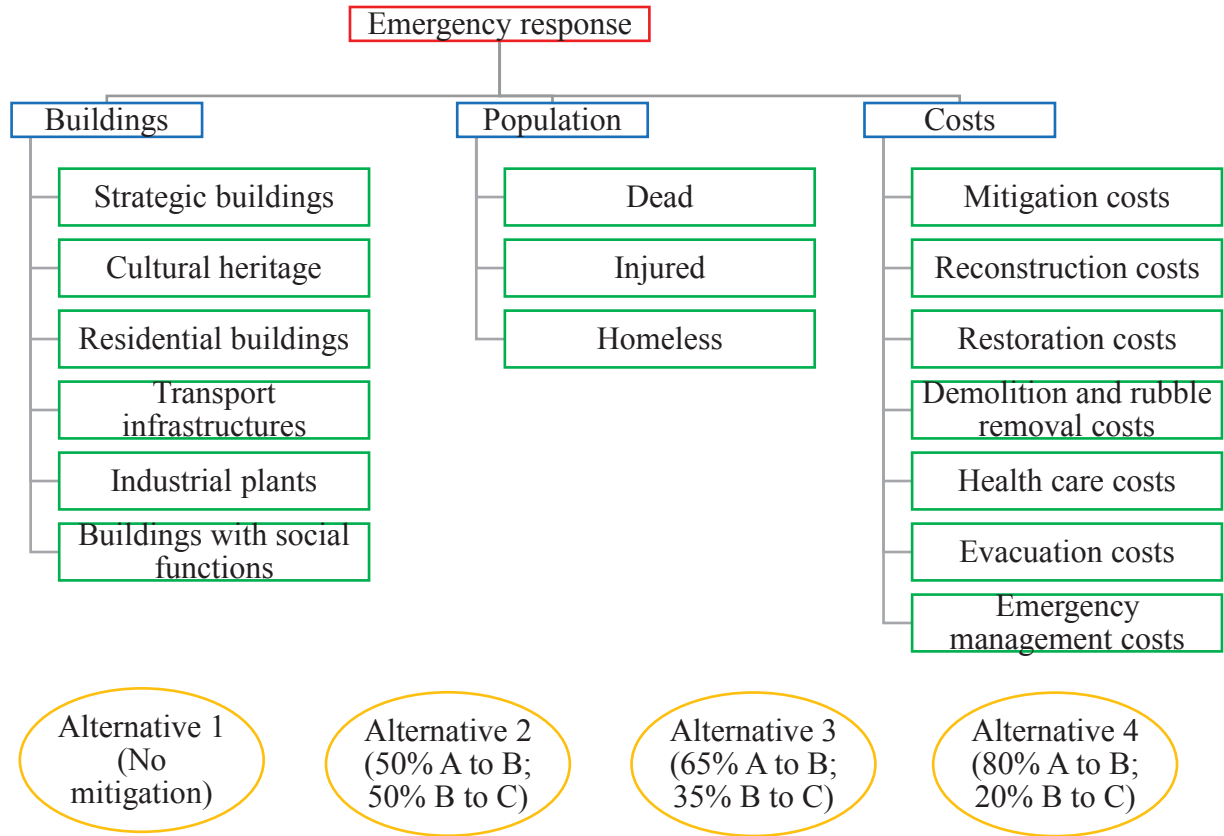 Emergency response
Buildings
Population
Costs
Strategic buildings
Cultural heritage
Residential buildings
Transport
infrastructures
Industrial plants
Buildings with social
functions
Dead
Injured
Homeless
Mitigation costs
Reconstruction costs
Restoration costs
Demolition and rubble
removal costs
Health care costs
Evacuation costs
Emergency
management costs
Alternative 1
(No
mitigation)
Alternative 2
(50% A to B;
50% B to C)
Alternative 3
(65% A to B;
35% B to C)
Alternative 4
(80% A to B;
20% B to C)